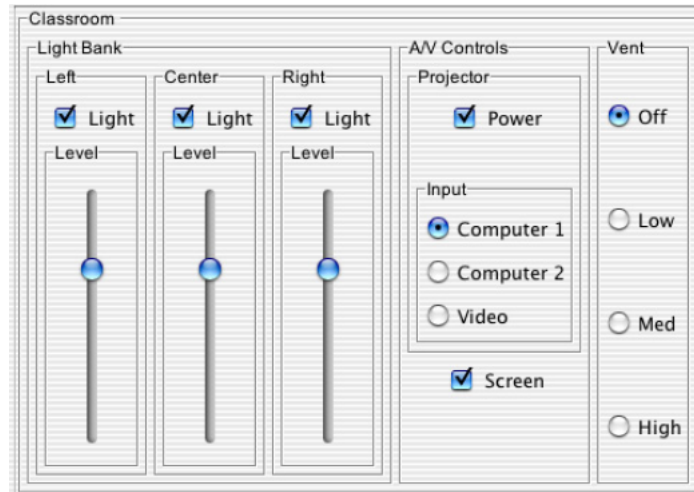 Classroom
Light Bank
Left
Light
Level
Center
Light
Level
Right
Light
Level
A/V Controls
Projector
Power
Input
Computer 1
Computer 2
Video
Screen
Vent
Off
Low
Med
High